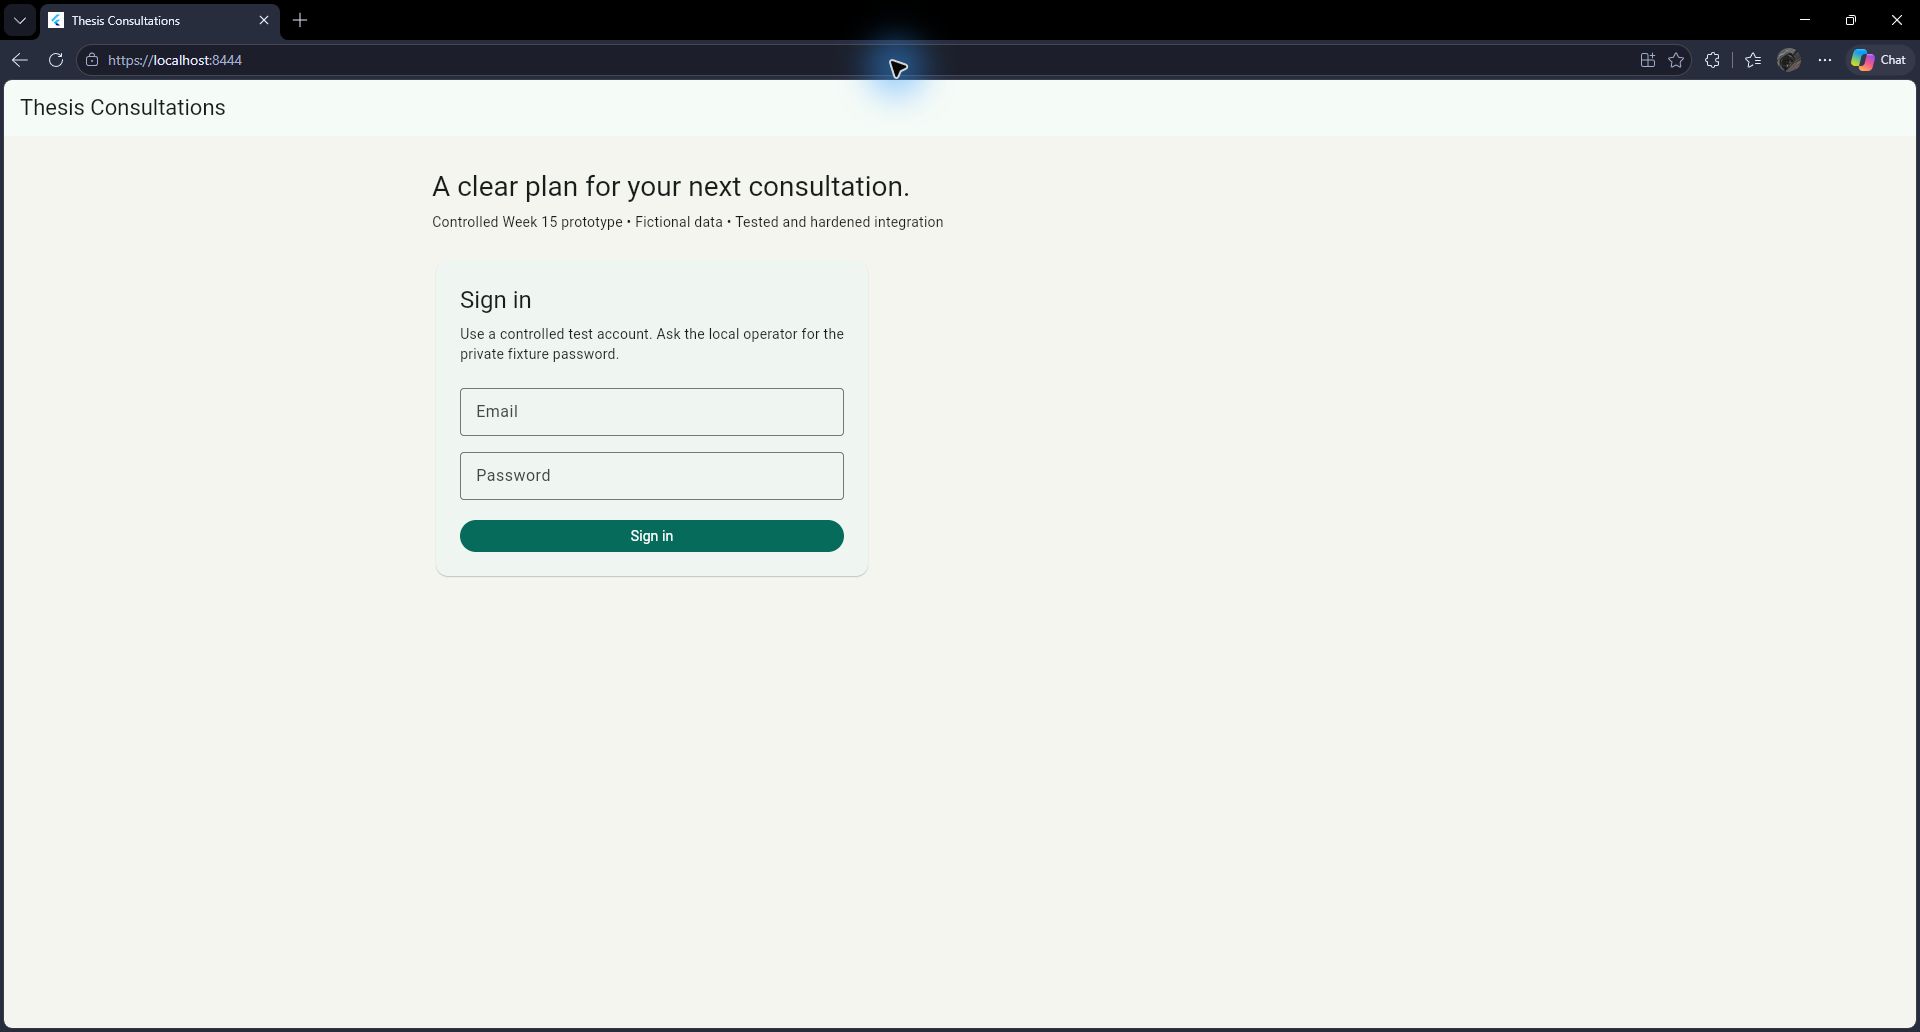 Thesis Consultations
https://localhost:8444
Chat
Thesis Consultations
A clear plan for your next consultation.
Controlled Week 15 prototype • Fictional data • Tested and hardened integration
Sign in
Use a controlled test account. Ask the local operator for the
private fixture password.
Email
Password
Sign in